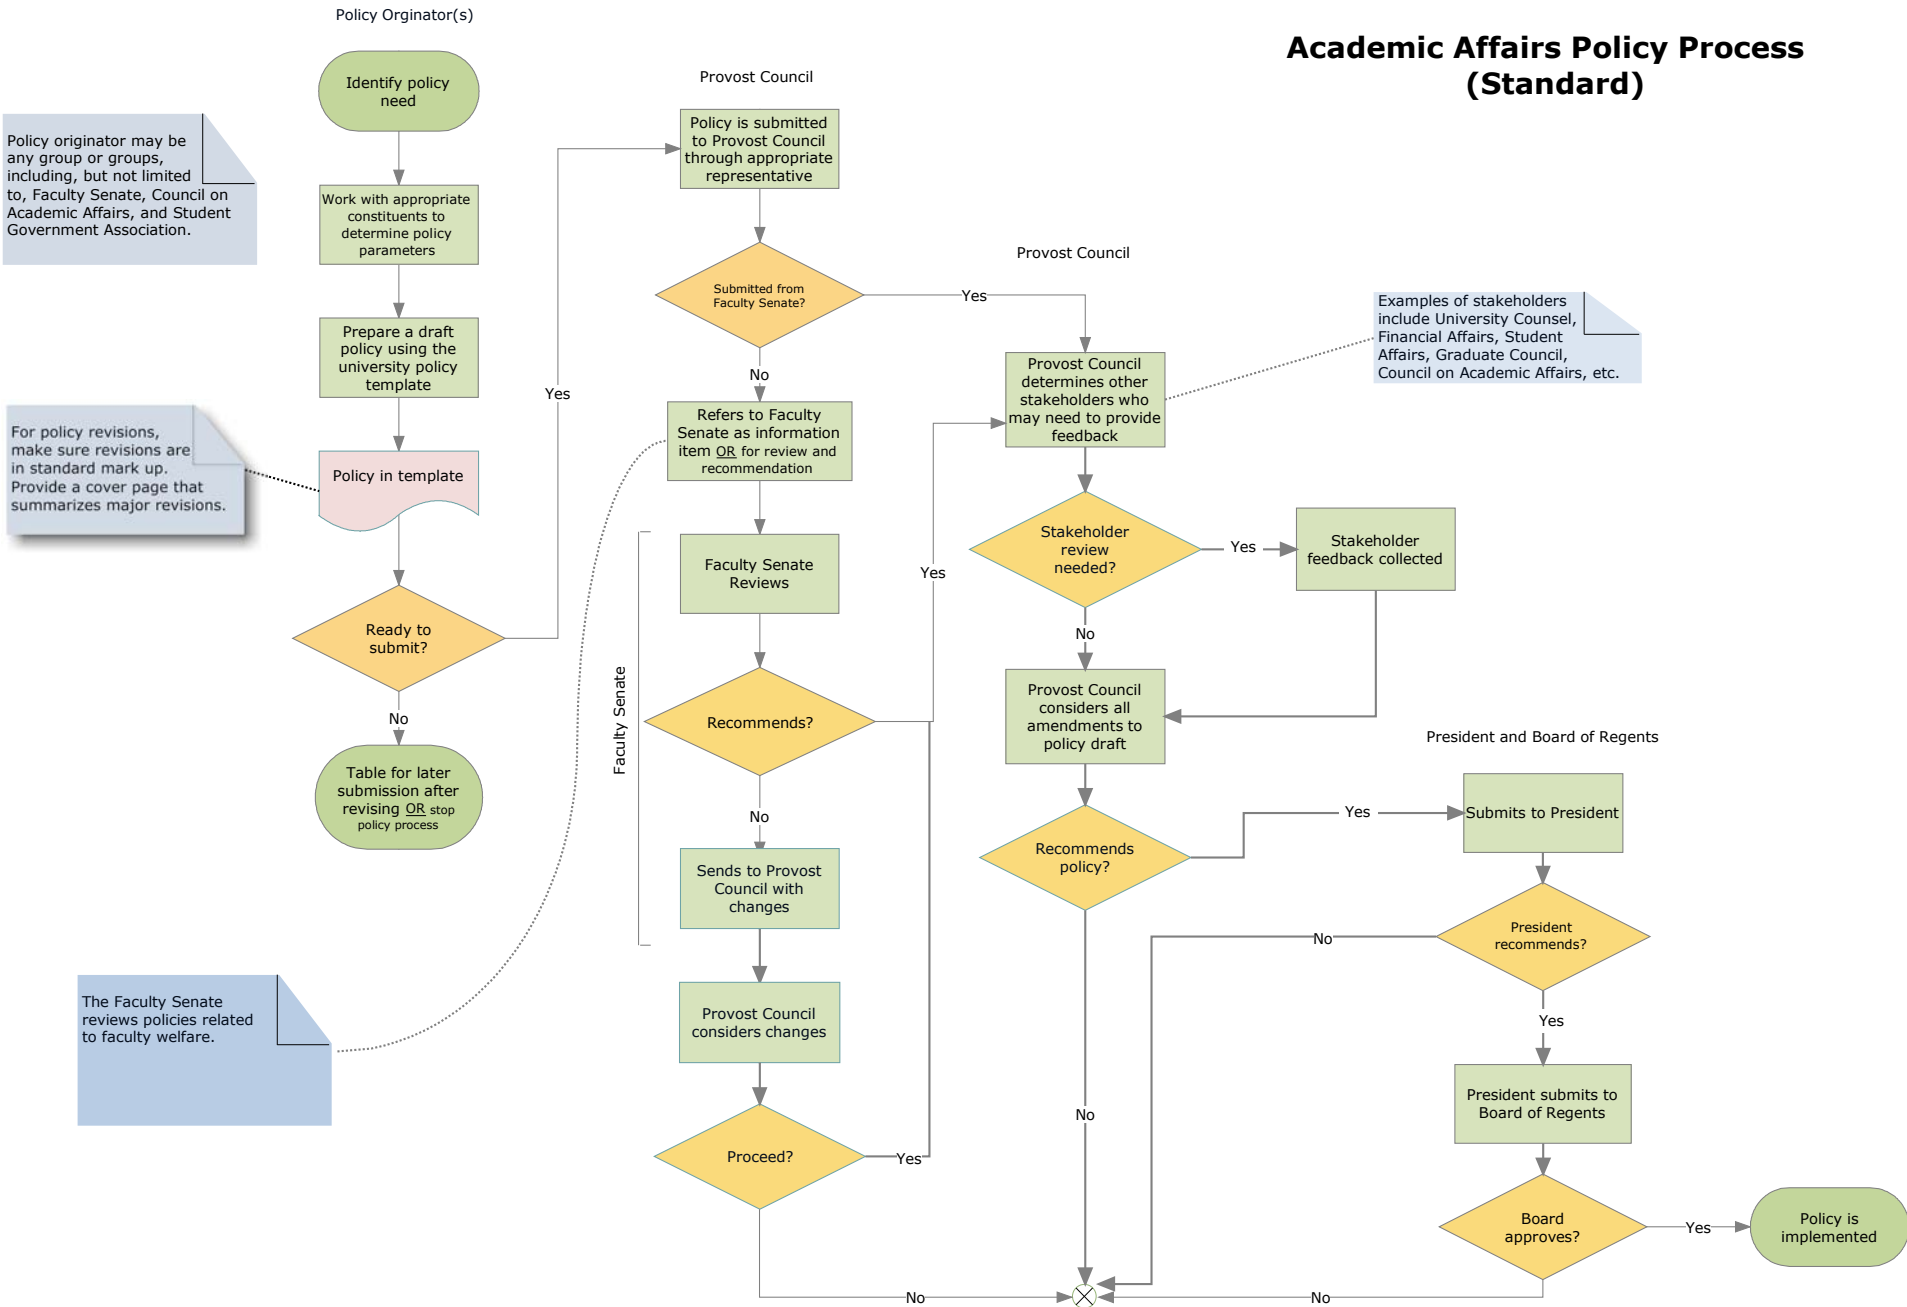 Academic Affairs Policy Process
(Standard)
Policy Orginator(s)
Identify policy
need
Policy originator may be
any group or groups,
including, but not limited
to, Faculty Senate, Council on
Academic Affairs, and Student
Government Association.
Work with appropriate
constituents to
determine policy
parameters
Prepare a draft
policy using the
university policy
template
For policy revisions,
make sure revisions are
in standard mark up.
Provide a cover page that
summarizes major revisions.
Policy in template
Ready to
submit?
Yes
No
Table for later
submission after
revising OR stop
policy process
Provost Council
Policy is submitted
to Provost Council
through appropriate
representative
Submitted from
Faculty Senate?
Yes
No
Refers to Faculty
Senate as information
item OR for review and
recommendation
The Faculty Senate
reviews policies related
to faculty welfare.
Faculty Senate
Faculty Senate
Reviews
Recommends?
Yes
No
Sends to Provost
Council with
changes
Provost Council
considers changes
Proceed?
Yes
No
Provost Council
Provost Council
determines other
stakeholders who
may need to provide
feedback
Examples of stakeholders
include University Counsel,
Financial Affairs, Student
Affairs, Graduate Council,
Council on Academic Affairs, etc.
Stakeholder
review
needed?
Yes
Stakeholder
feedback collected
No
Provost Council
considers all
amendments to
policy draft
Recommends
policy?
Yes
No
President and Board of Regents
Submits to President
President
recommends?
No
Yes
President submits to
Board of Regents
Board
approves?
Yes
Policy is
implemented
No